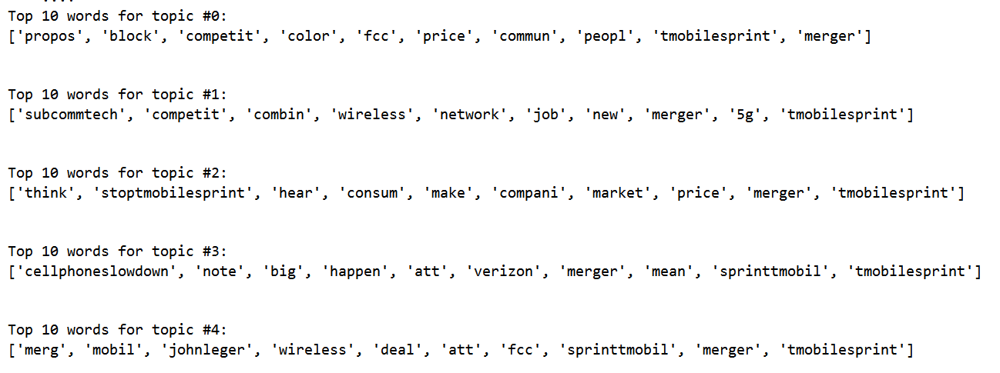 Top 10 words for topic #0:
['propos', 'block', 'competit', 'color', 'fcc', 'price', 'commun', 'peopl', 'tmobilesprint', 'merger']
Top 10 words for topic #1:
['subcommtech', 'competit', 'combin', 'wireless', 'network', 'job', 'new', 'merger', '5g', 'tmobilesprint']
Top 10 words for topic #2:
['think', 'stoptmobilesprint', 'hear', 'consum', 'make', 'compani', 'market', 'price', 'merger', 'tmobilesprint']
Top 10 words for topic #3:
['cellphoneslowdown', 'note', 'big', 'happen', 'att', 'verizon', 'merger', 'mean', 'sprinttmobil', 'tmobilesprint']
Top 10 words for topic #4:
['merg', 'mobil', 'johnleger', 'wireless', 'deal', 'att', 'fcc', 'sprinttmobil', 'merger', 'tmobilesprint']